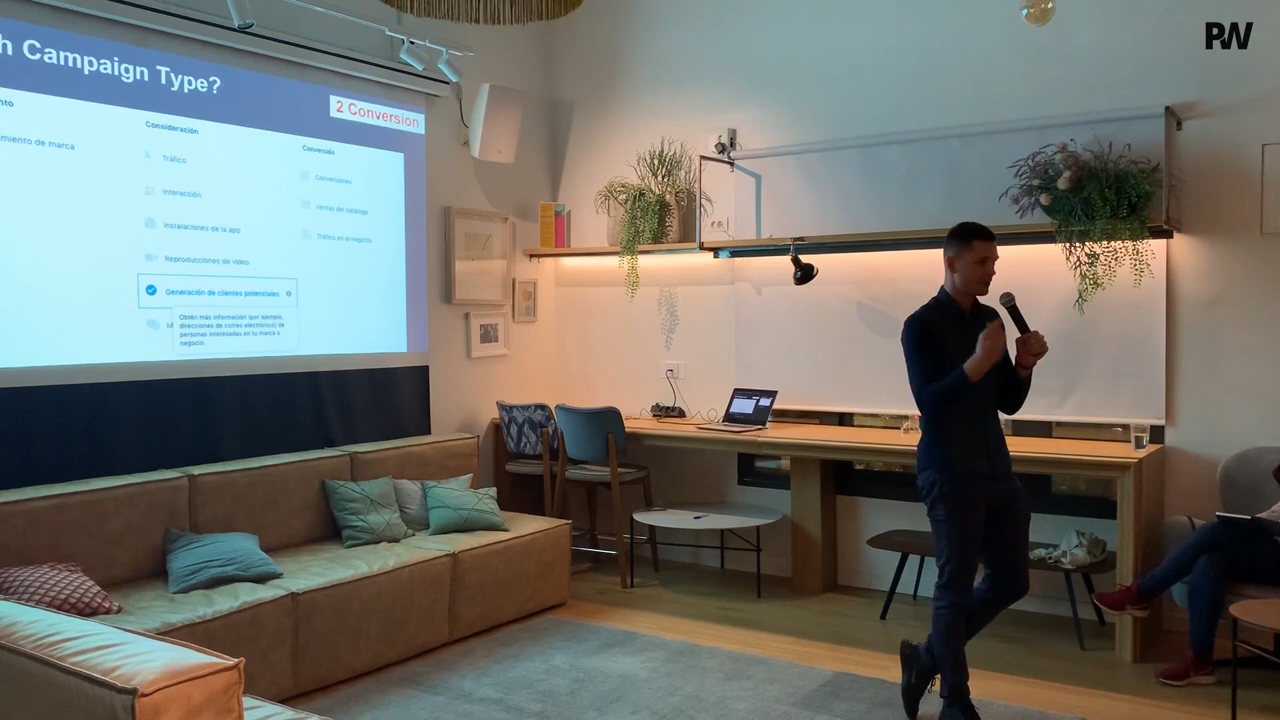 h Campaign Type?
2 Conversion
nto
miento de marca
Consideración
Tráfico
Interacción
Instalaciones de la app
Reproducciones de vídeo
Generación de clientes potenciales
Obtén más información (por ejemplo,
direcciones de correo electrónico) de
personas interesadas en tu marca o
negocio.
M
Conversión
Conversiones
Ventas del catálogo
Tráfico en el negocio
PW